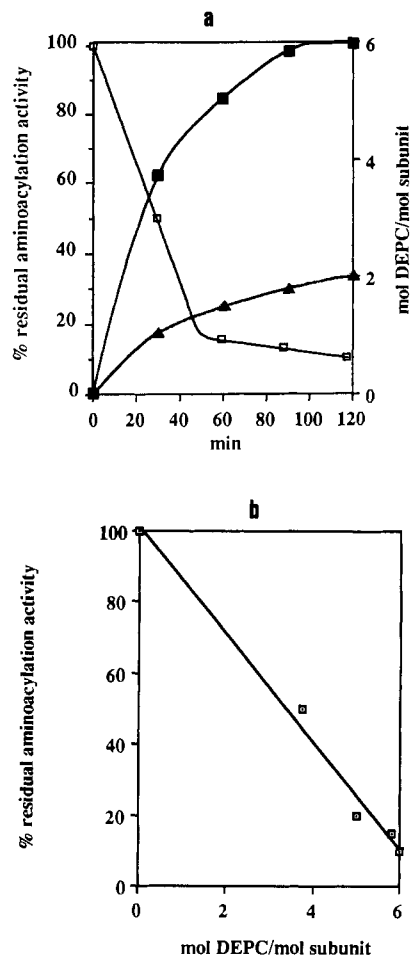 a
100
80
60
40
20
0
% residual aminoacylation activity
6
4
2
0
mol DEPC/mol subunit
0 20 40 60 80 100 120
min
b
100
80
60
40
20
0
% residual aminoacylation activity
0 2 4 6
mol DEPC/mol subunit